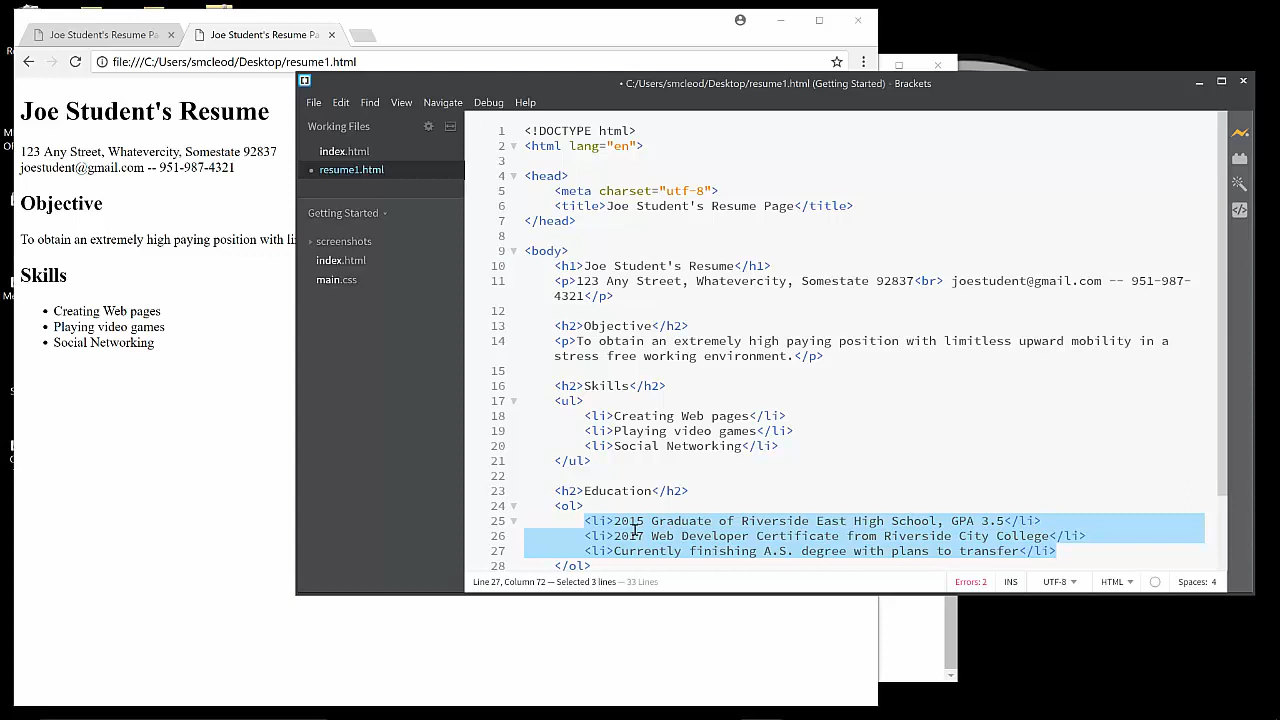 Joe Student's Resume Pa
Joe Student's Resume Pa
file:///C:/Users/smcleod/Desktop/resume1.html
Joe Student's Resume
123 Any Street, Whatevercity, Somestate 92837
joestudent@gmail.com -- 951-987-4321
Objective
To obtain an extremely high paying position with li
Skills
• Creating Web pages
• Playing video games
• Social Networking
• C:/Users/smcleod/Desktop/resume1.html (Getting Started) - Brackets
File Edit Find View Navigate Debug Help
Working Files
index.html
• resume1.html
Getting Started
screenshots
index.html
main.css
1 <!DOCTYPE html>
2 <html lang="en">
3
4 <head>
5 <meta charset="utf-8">
6 <title>Joe Student's Resume Page</title>
7 </head>
8
9 <body>
10 <h1>Joe Student's Resume</h1>
11 <p>123 Any Street, Whatevercity, Somestate 92837<br> joestudent@gmail.com -- 951-987-
4321</p>
12
13 <h2>Objective</h2>
14 <p>To obtain an extremely high paying position with limitless upward mobility in a
stress free working environment.</p>
15
16 <h2>Skills</h2>
17 <ul>
18 <li>Creating Web pages</li>
19 <li>Playing video games</li>
20 <li>Social Networking</li>
21 </ul>
22
23 <h2>Education</h2>
24 <ol>
25 <li>2015 Graduate of Riverside East High School, GPA 3.5</li>
26 <li>2017 Web Developer Certificate from Riverside City College</li>
27 <li>Currently finishing A.S. degree with plans to transfer</li>
28 </ol>
Line 27, Column 72 — Selected 3 lines — 33 Lines
Errors: 2 INS UTF-8 HTML Spaces: 4